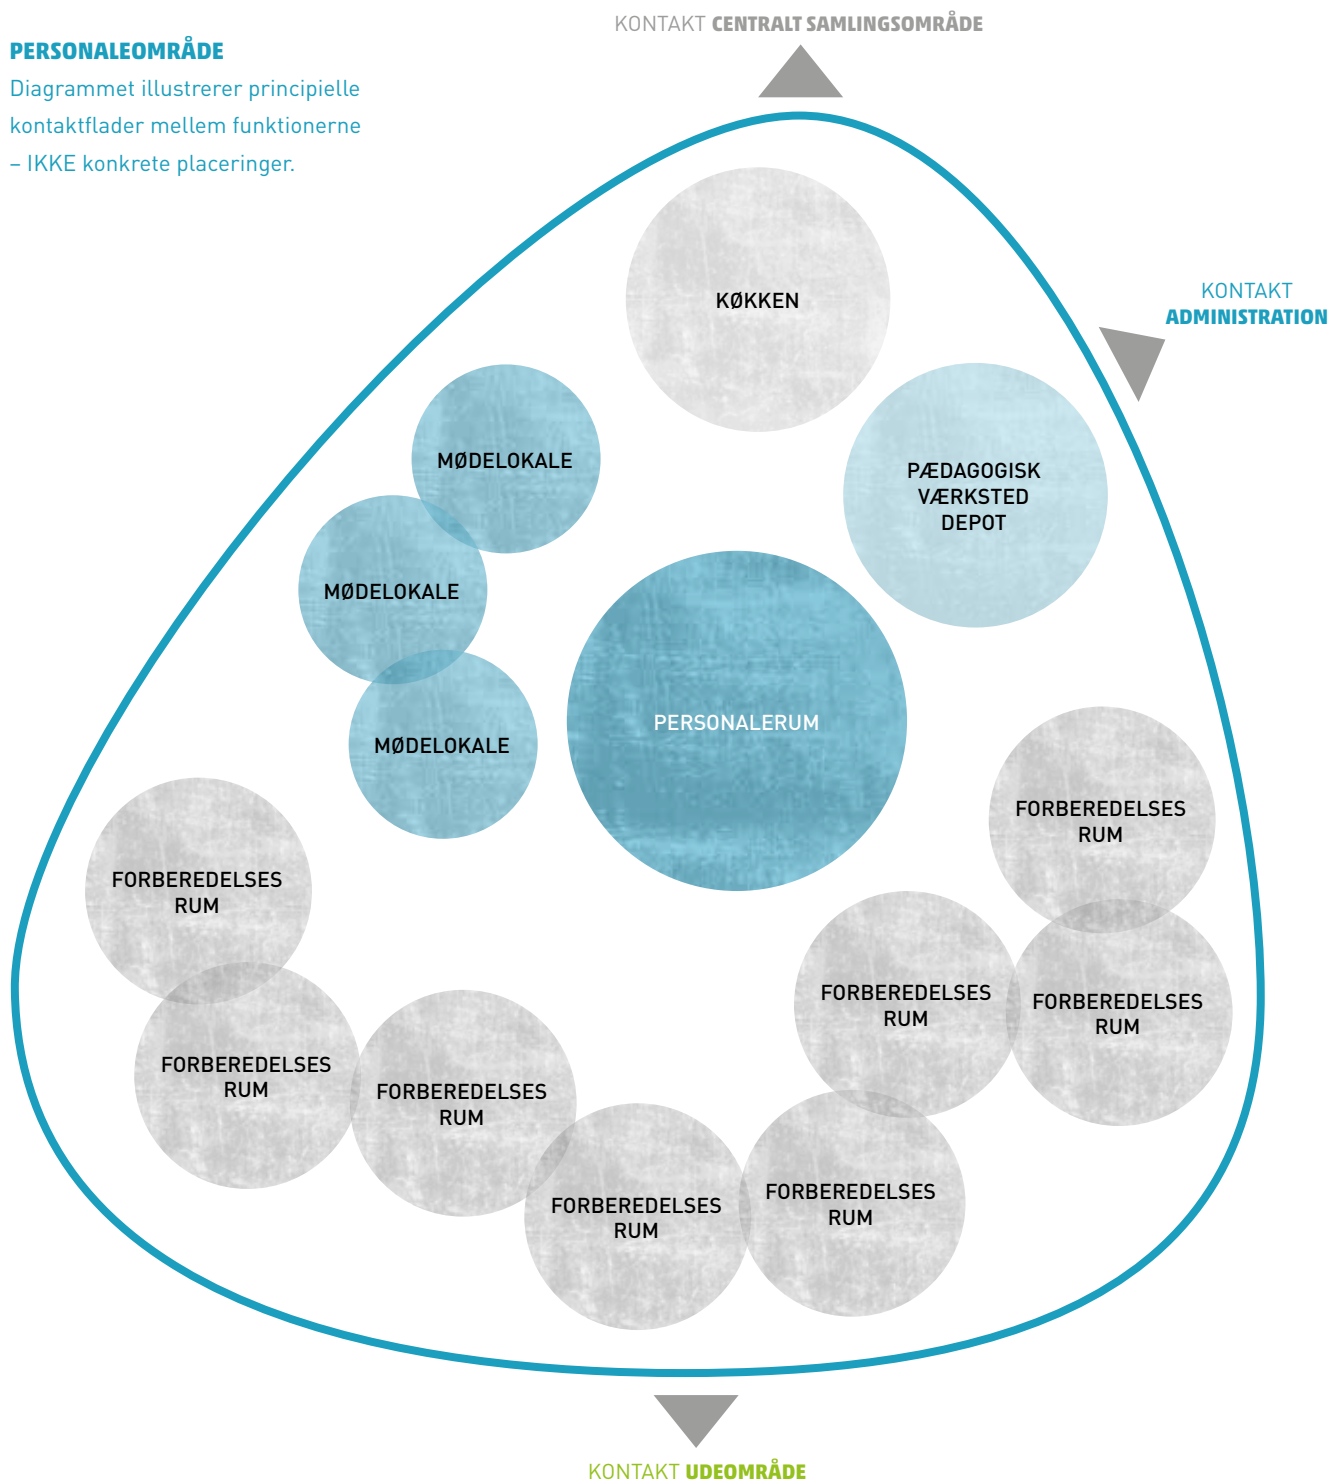 KONTAKT CENTRALT SAMLINGSOMRÅDE
PERSONALEOMRÅDE
Diagrammet illustrerer principielle
kontaktflader mellem funktionerne
– IKKE konkrete placeringer.
KONTAKT
ADMINISTRATION
KØKKEN
MØDELOKALE
PÆDAGOGISK
VÆRKSTED
DEPOT
MØDELOKALE
PERSONALERUM
MØDELOKALE
FORBEREDELSES
RUM
FORBEREDELSES
RUM
FORBEREDELSES
RUM
FORBEREDELSES
RUM
FORBEREDELSES
RUM
FORBEREDELSES
RUM
FORBEREDELSES
RUM
FORBEREDELSES
RUM
KONTAKT UDEOMRÅDE